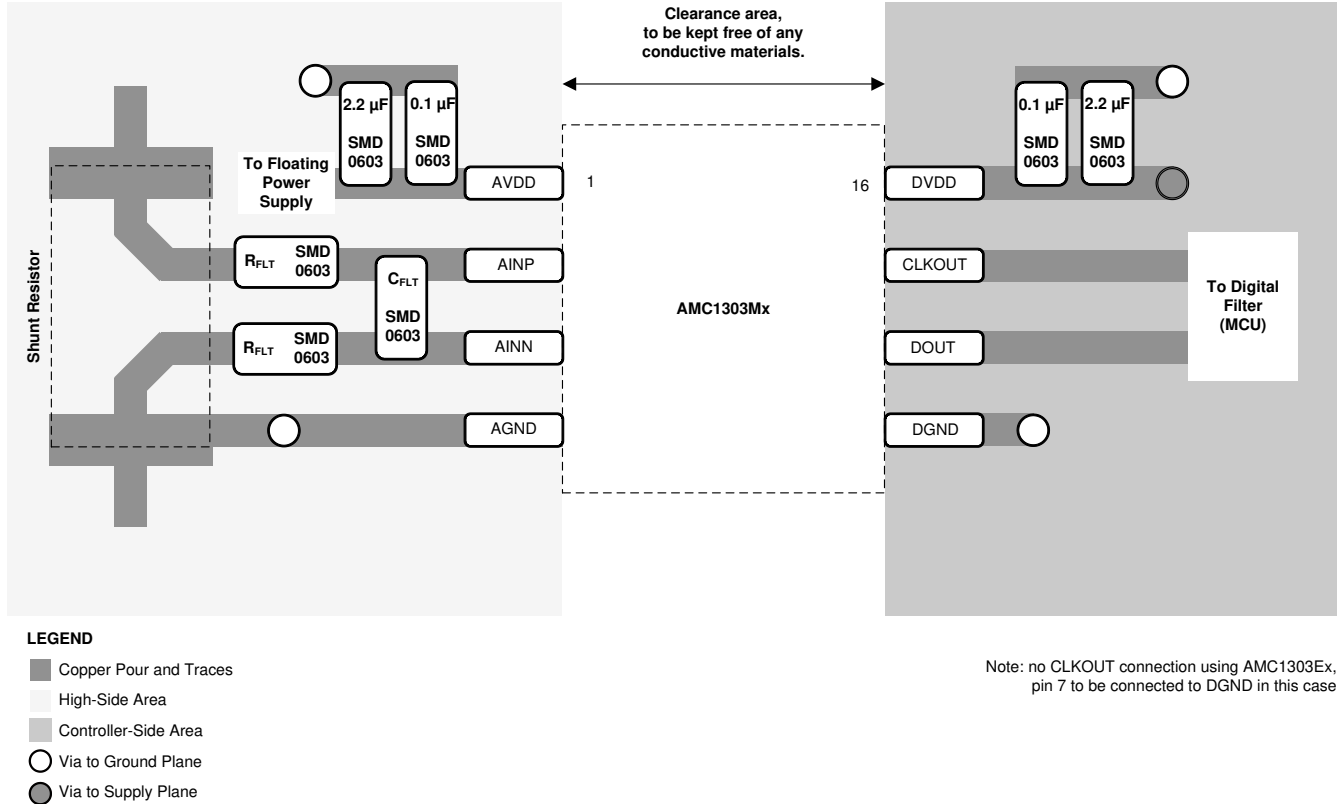 Clearance area,
to be kept free of any
conductive materials.
2.2 µF
SMD
0603
0.1 µF
SMD
0603
To Floating
Power
Supply
AVDD
1
16
DVDD
0.1 µF
SMD
0603
2.2 µF
SMD
0603
Shunt Resistor
RFLT SMD
0603
CFLT
SMD
0603
AINP
RFLT SMD
0603
AINN
AGND
AMC1303Mx
CLKOUT
DOUT
DGND
To Digital
Filter
(MCU)
LEGEND
Copper Pour and Traces
High-Side Area
Controller-Side Area
Via to Ground Plane
Via to Supply Plane
Note: no CLKOUT connection using AMC1303Ex,
pin 7 to be connected to DGND in this case